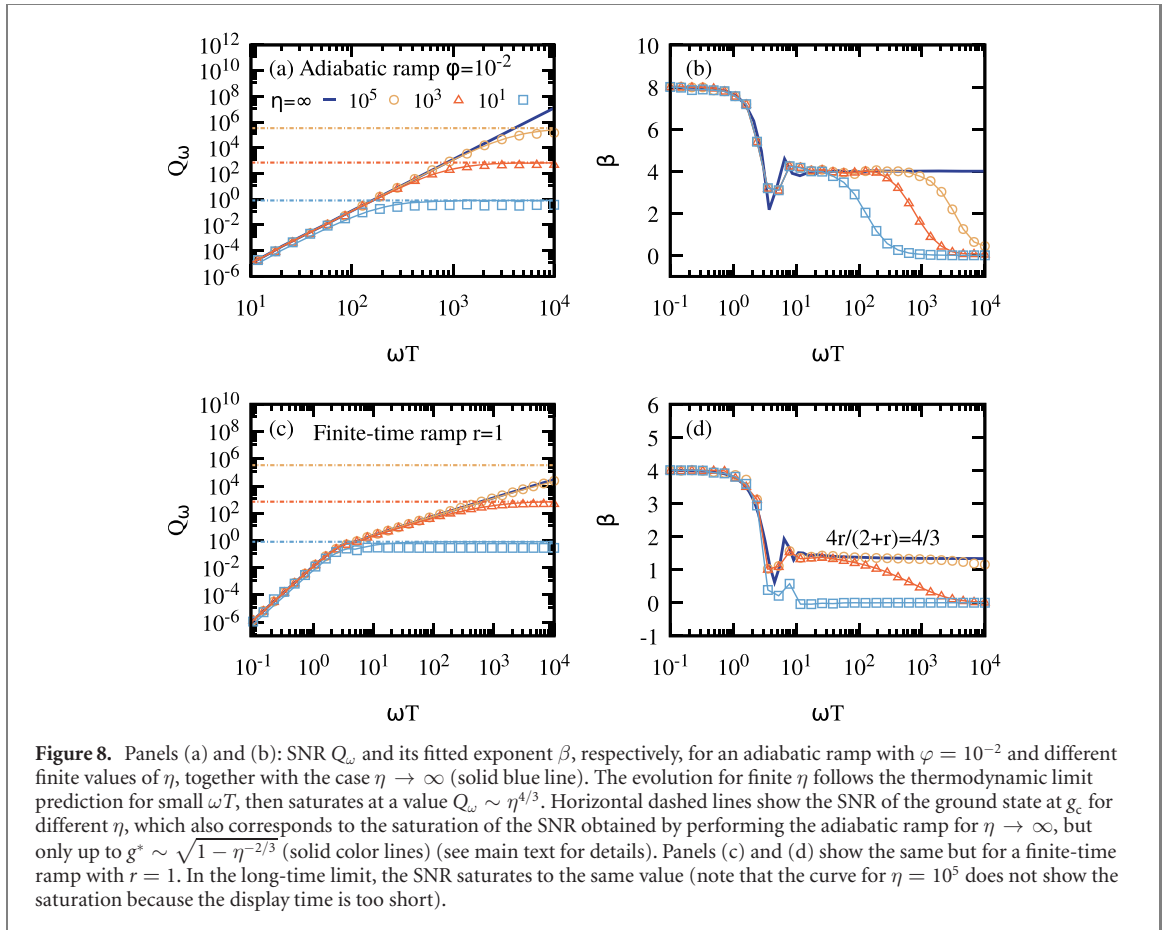 10^12
10^10
10^8
10^6
10^4
10^2
10^0
10^-2
10^-4
10^-6
Qω
(a) Adiabatic ramp φ=10^-2
η=∞ 10^5 10^3 10^1
10^1 10^2 10^3 10^4
ωT
10
8
6
4
2
0
β
(b)
10^-1 10^0 10^1 10^2 10^3 10^4
ωT
10^10
10^8
10^6
10^4
10^2
10^0
10^-2
10^-4
10^-6
Qω
(c) Finite-time ramp r=1
10^-1 10^0 10^1 10^2 10^3 10^4
ωT
6
5
4
3
2
1
0
-1
β
(d)
4r/(2+r)=4/3
10^-1 10^0 10^1 10^2 10^3 10^4
ωT
Figure 8. Panels (a) and (b): SNR Qω and its fitted exponent β, respectively, for an adiabatic ramp with φ = 10^−2 and different
finite values of η, together with the case η → ∞ (solid blue line). The evolution for finite η follows the thermodynamic limit
prediction for small ωT, then saturates at a value Qω ∼ η^4/3. Horizontal dashed lines show the SNR of the ground state at gc for
different η, which also corresponds to the saturation of the SNR obtained by performing the adiabatic ramp for η → ∞, but
only up to g* ∼ √(1 − η^−2/3) (solid color lines) (see main text for details). Panels (c) and (d) show the same but for a finite-time
ramp with r = 1. In the long-time limit, the SNR saturates to the same value (note that the curve for η = 10^5 does not show the
saturation because the display time is too short).